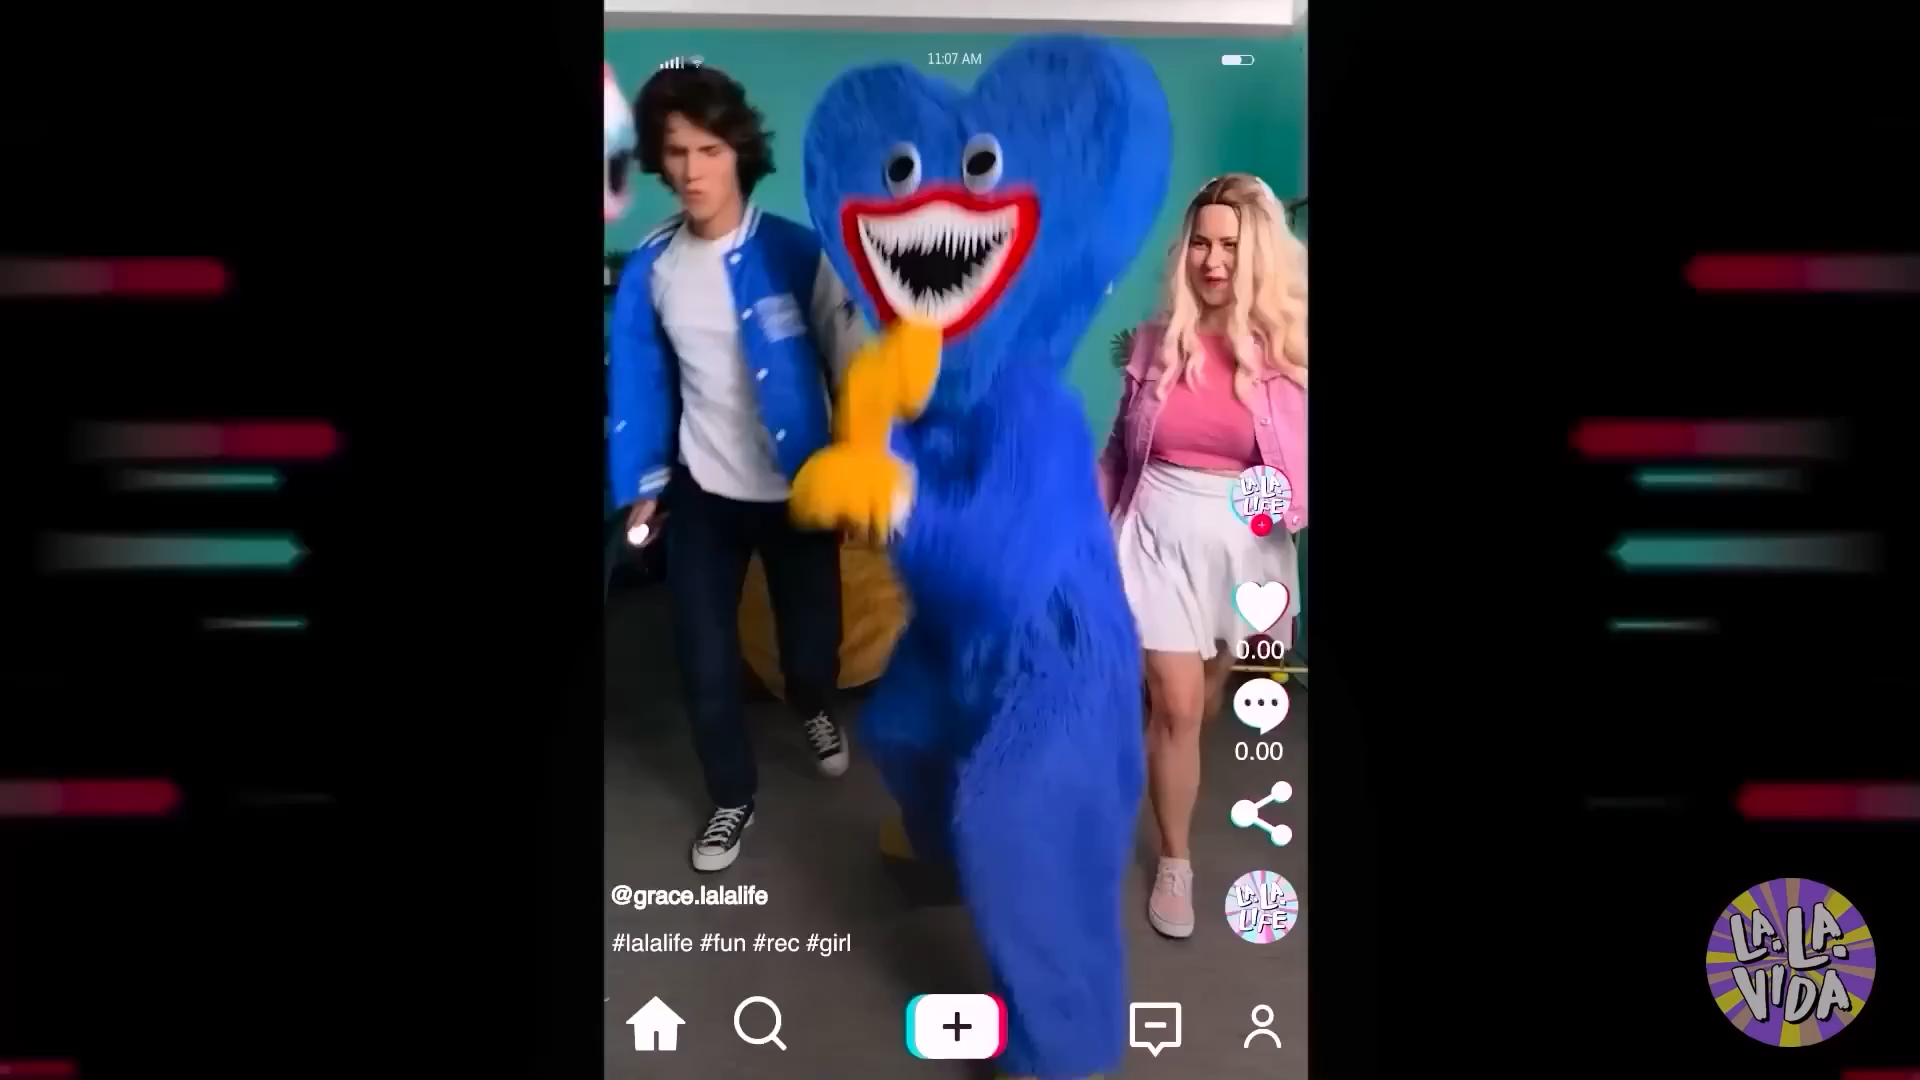 11:07 AM
LA.LA.
LIFE
0.00
0.00
@grace.lalalife
#lalalife #fun #rec #girl
LA.LA.
LIFE
LA.LA.
VIDA